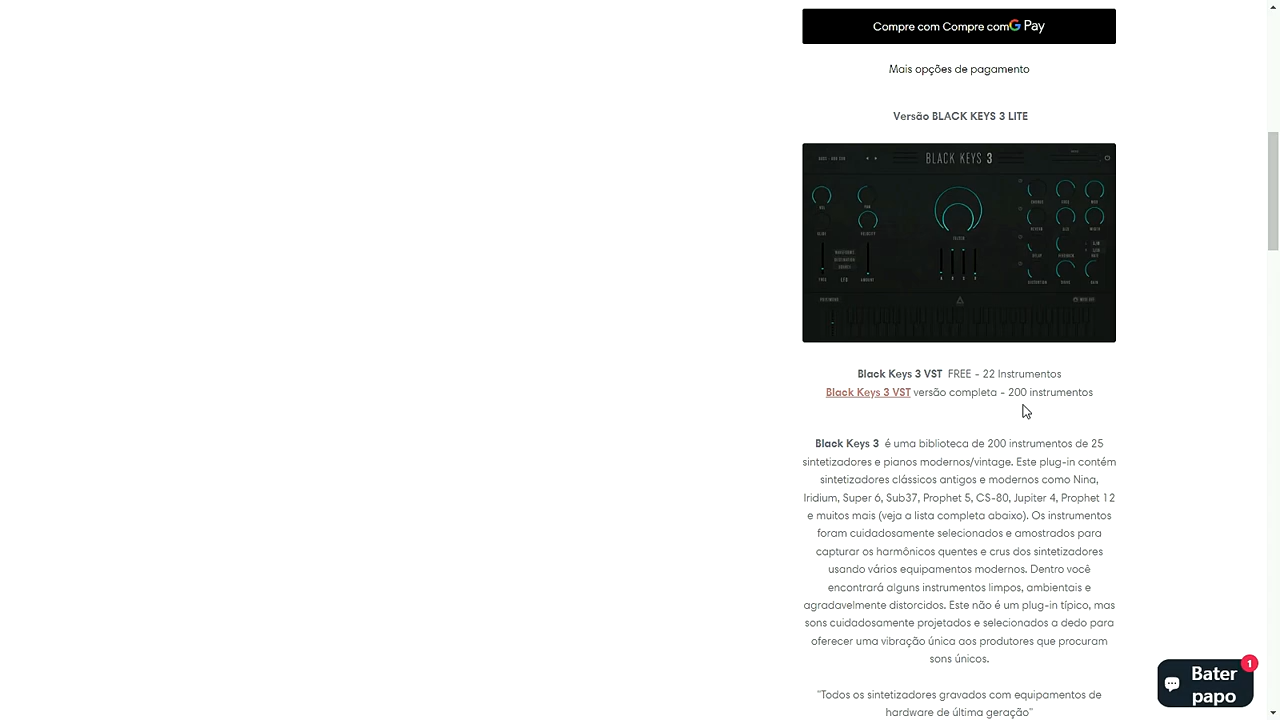 Compre com Compre com G Pay
Mais opções de pagamento
Versão BLACK KEYS 3 LITE
BLACK KEYS 3
Black Keys 3 VST FREE - 22 Instrumentos
Black Keys 3 VST versão completa - 200 instrumentos
Black Keys 3 é uma biblioteca de 200 instrumentos de 25
sintetizadores e pianos modernos/vintage. Este plug-in contém
sintetizadores clássicos antigos e modernos como Nina,
Iridium, Super 6, Sub37, Prophet 5, CS-80, Jupiter 4, Prophet 12
e muitos mais (veja a lista completa abaixo). Os instrumentos
foram cuidadosamente selecionados e amostrados para
capturar os harmônicos quentes e crus dos sintetizadores
usando vários equipamentos modernos. Dentro você
encontrará alguns instrumentos limpos, ambientais e
agradavelmente distorcidos. Este não é um plug-in típico, mas
sons cuidadosamente projetados e selecionados a dedo para
oferecer uma vibração única aos produtores que procuram
sons únicos.
"Todos os sintetizadores gravados com equipamentos de
hardware de última geração"
Bater
papo
1